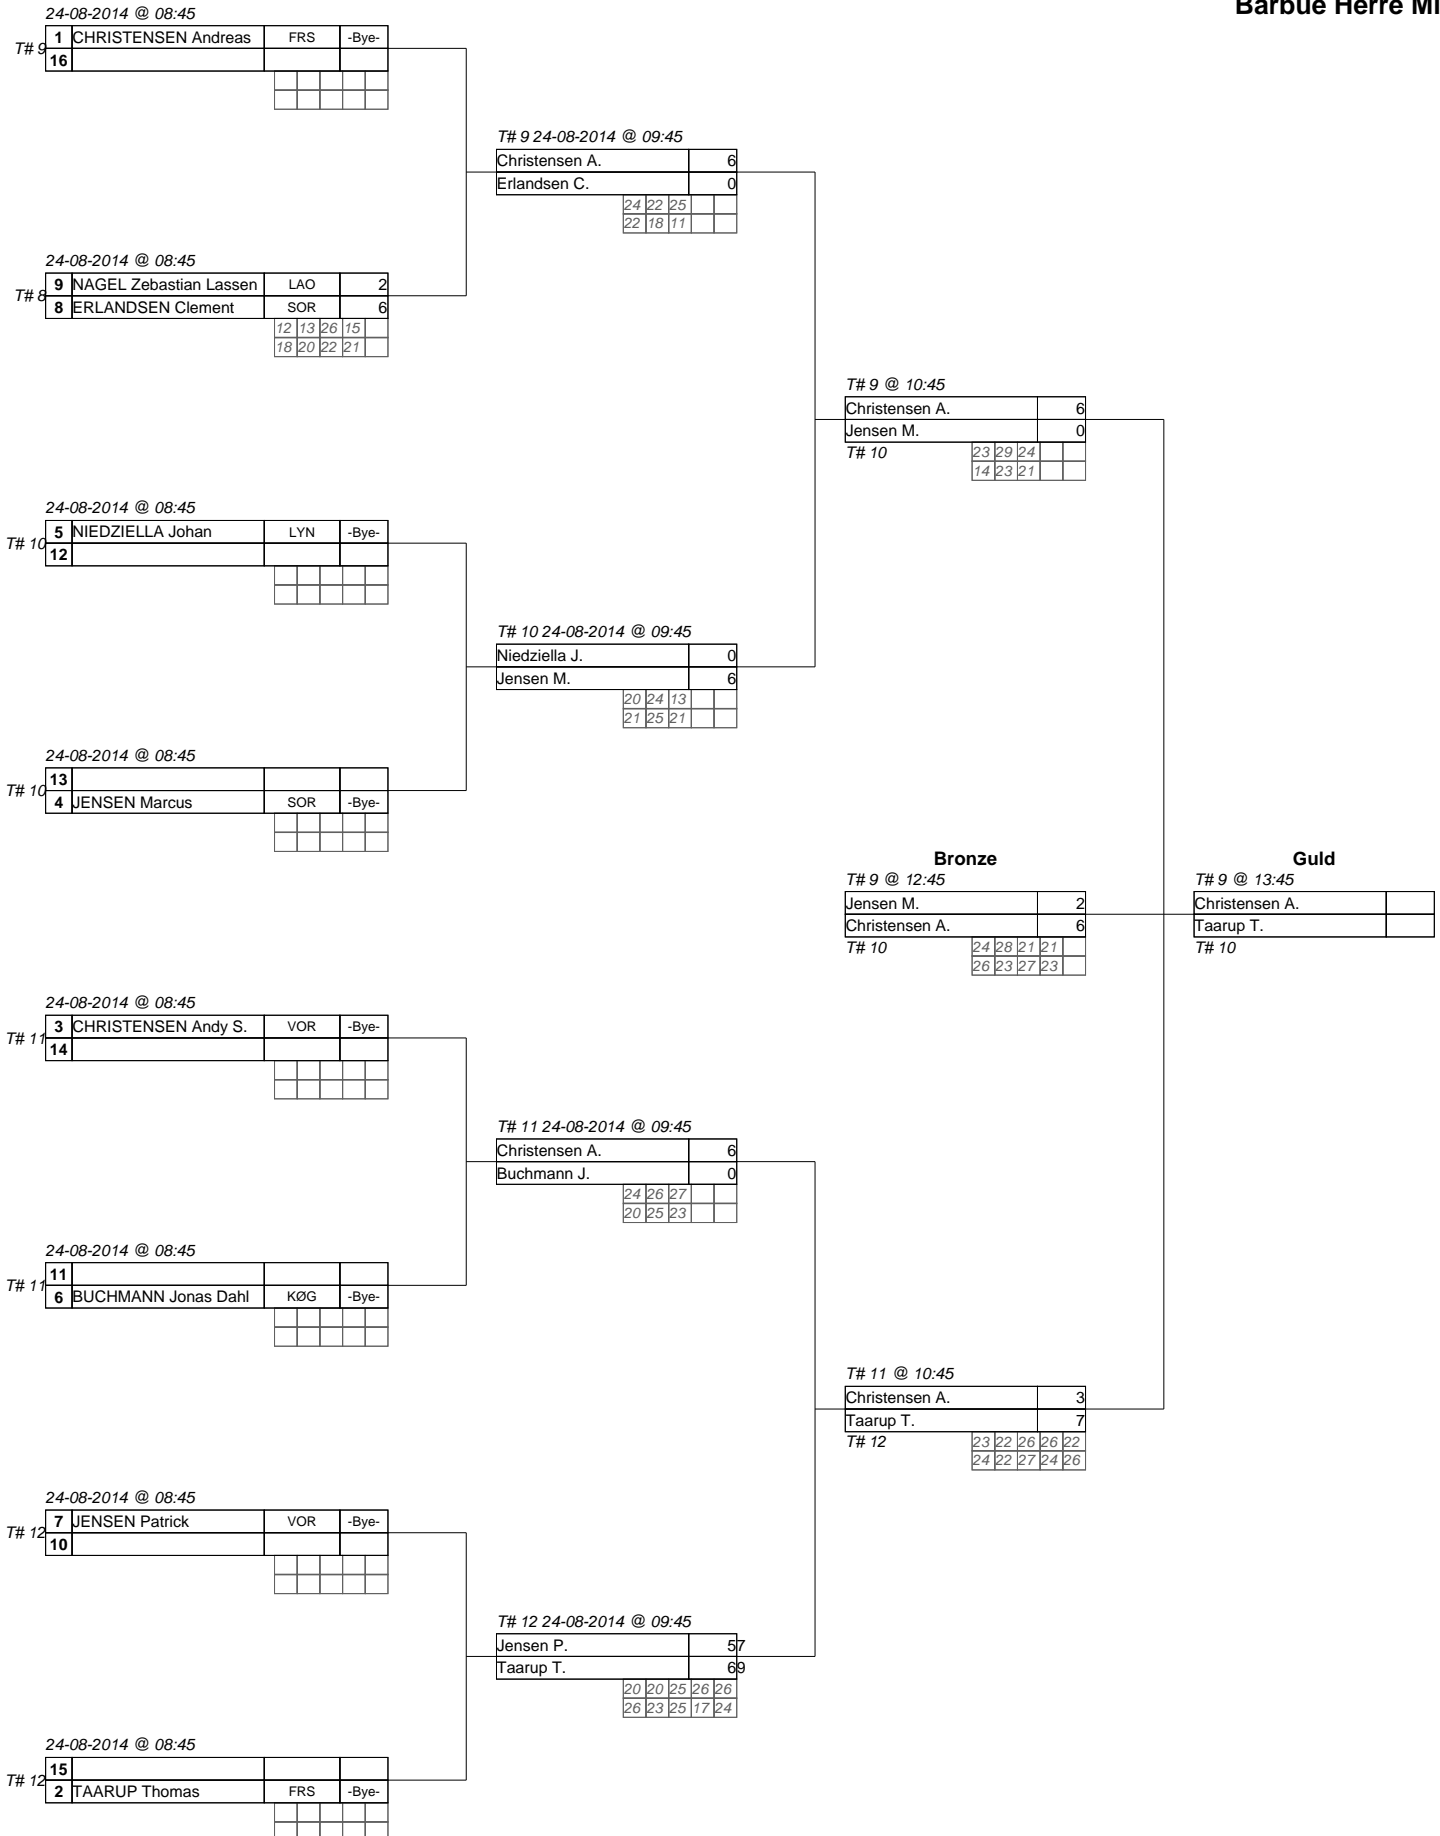 Barbue Herre Mi
24-08-2014 @ 08:45
T# 9
1 CHRISTENSEN Andreas FRS -Bye-
16
T# 9 24-08-2014 @ 09:45
Christensen A. 6
Erlandsen C. 0
24 22 25
22 18 11
24-08-2014 @ 08:45
T# 8
9 NAGEL Zebastian Lassen LAO 2
8 ERLANDSEN Clement SOR 6
12 13 26 15
18 20 22 21
T# 9 @ 10:45
Christensen A. 6
Jensen M. 0
T# 10
23 29 24
14 23 21
24-08-2014 @ 08:45
T# 10
5 NIEDZIELLA Johan LYN -Bye-
12
T# 10 24-08-2014 @ 09:45
Niedziella J. 0
Jensen M. 6
20 24 13
21 25 21
24-08-2014 @ 08:45
T# 10
13
4 JENSEN Marcus SOR -Bye-
Bronze
T# 9 @ 12:45
Jensen M. 2
Christensen A. 6
T# 10
24 28 21 21
26 23 27 23
Guld
T# 9 @ 13:45
Christensen A.
Taarup T.
T# 10
24-08-2014 @ 08:45
T# 11
3 CHRISTENSEN Andy S. VOR -Bye-
14
T# 11 24-08-2014 @ 09:45
Christensen A. 6
Buchmann J. 0
24 26 27
20 25 23
24-08-2014 @ 08:45
T# 11
11
6 BUCHMANN Jonas Dahl KØG -Bye-
T# 11 @ 10:45
Christensen A. 3
Taarup T. 7
T# 12
23 22 26 26 22
24 22 27 24 26
24-08-2014 @ 08:45
T# 12
7 JENSEN Patrick VOR -Bye-
10
T# 12 24-08-2014 @ 09:45
Jensen P. 57
Taarup T. 69
20 20 25 26 26
26 23 25 17 24
24-08-2014 @ 08:45
T# 12
15
2 TAARUP Thomas FRS -Bye-